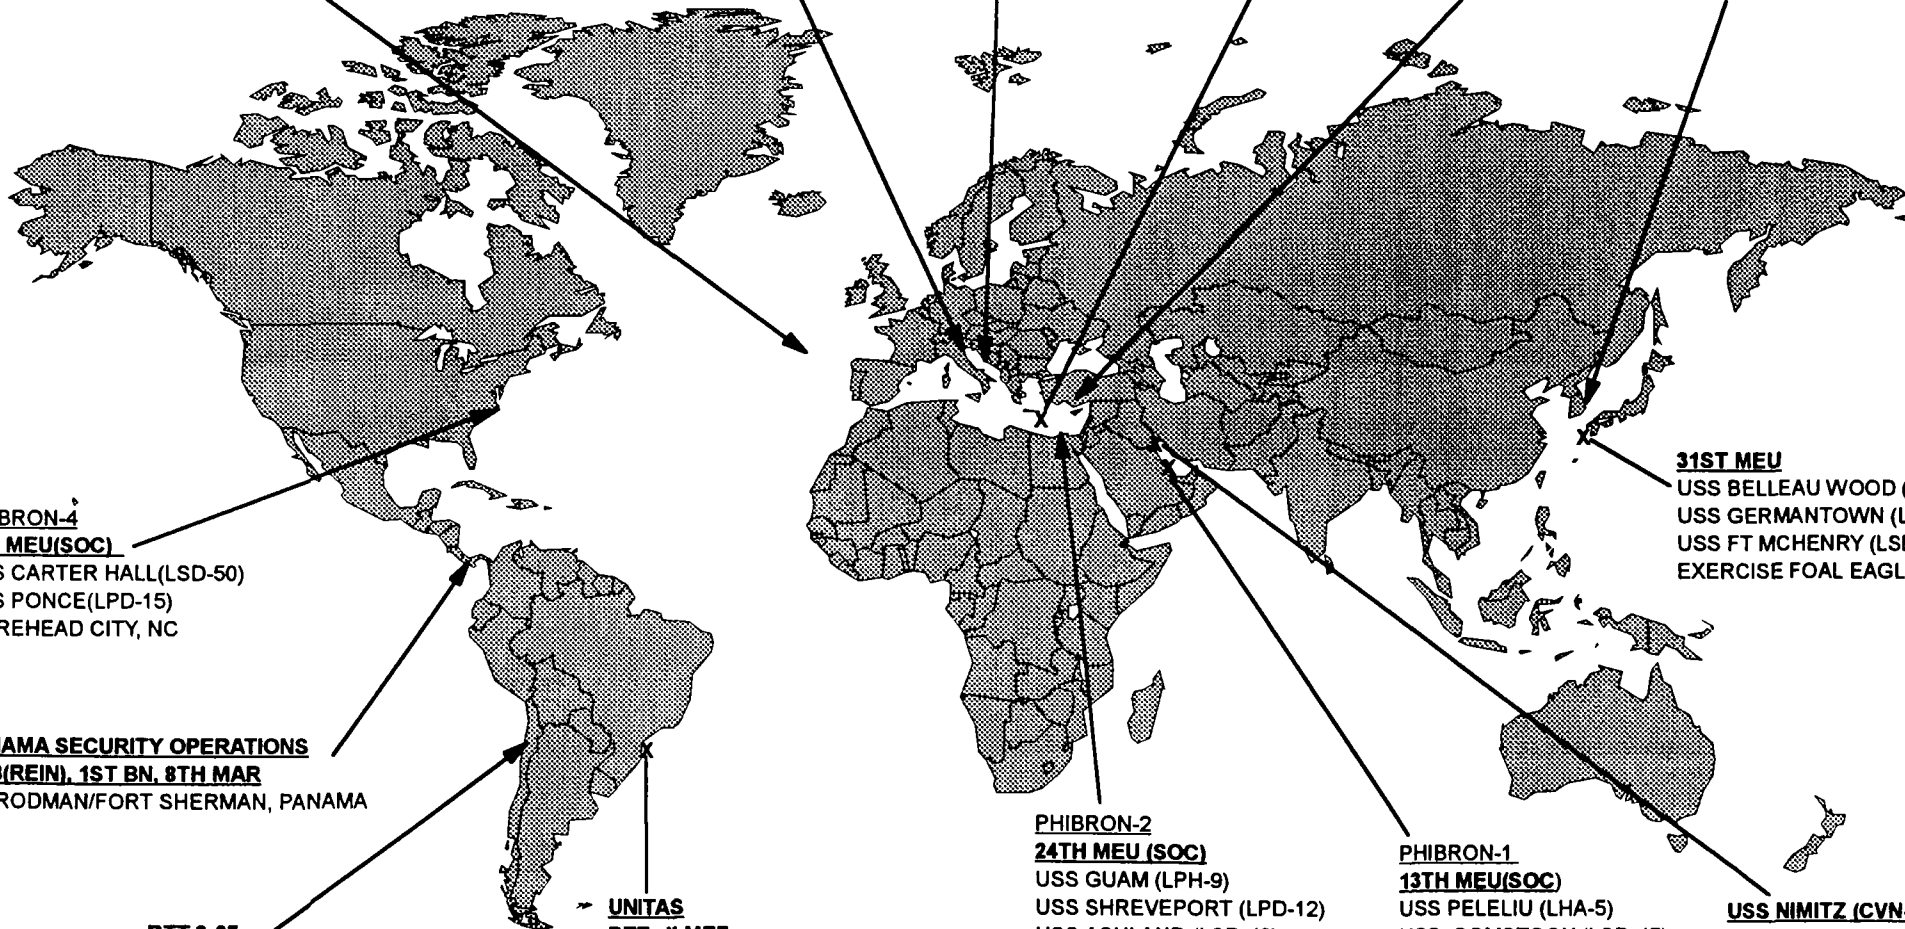 BRON-4
MEU(SOC)
S CARTER HALL(LSD-50)
S PONCE(LPD-15)
REHEAD CITY, NC
AMA SECURITY OPERATIONS
(REIN), 1ST BN, 8TH MAR
RODMAN/FORT SHERMAN, PANAMA
UNITAS
PHIBRON-2
24TH MEU (SOC)
USS GUAM (LPH-9)
USS SHREVEPORT (LPD-12)
PHIBRON-1
13TH MEU(SOC)
USS PELELIU (LHA-5)
USS NIMITZ (CVN-
31ST MEU
USS BELLEAU WOOD (
USS GERMANTOWN (L
USS FT MCHENRY (LS
EXERCISE FOAL EAGL